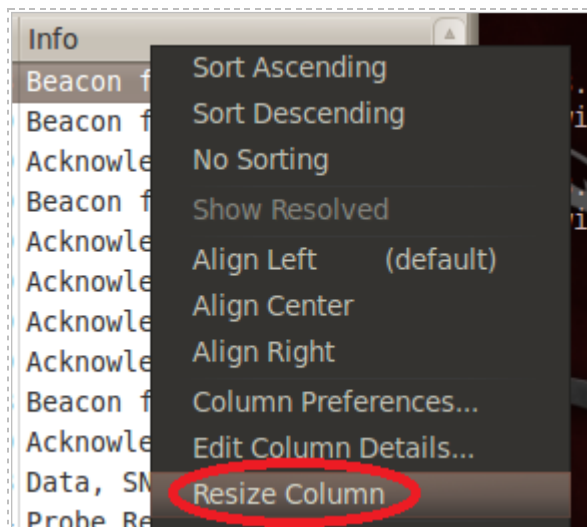 Info
Beacon f
Beacon f
Acknowle
Beacon f
Acknowle
Acknowle
Acknowle
Acknowle
Beacon f
Acknowle
Data, SN
Probe Re
Sort Ascending
Sort Descending
No Sorting
Show Resolved
Align Left (default)
Align Center
Align Right
Column Preferences...
Edit Column Details...
Resize Column